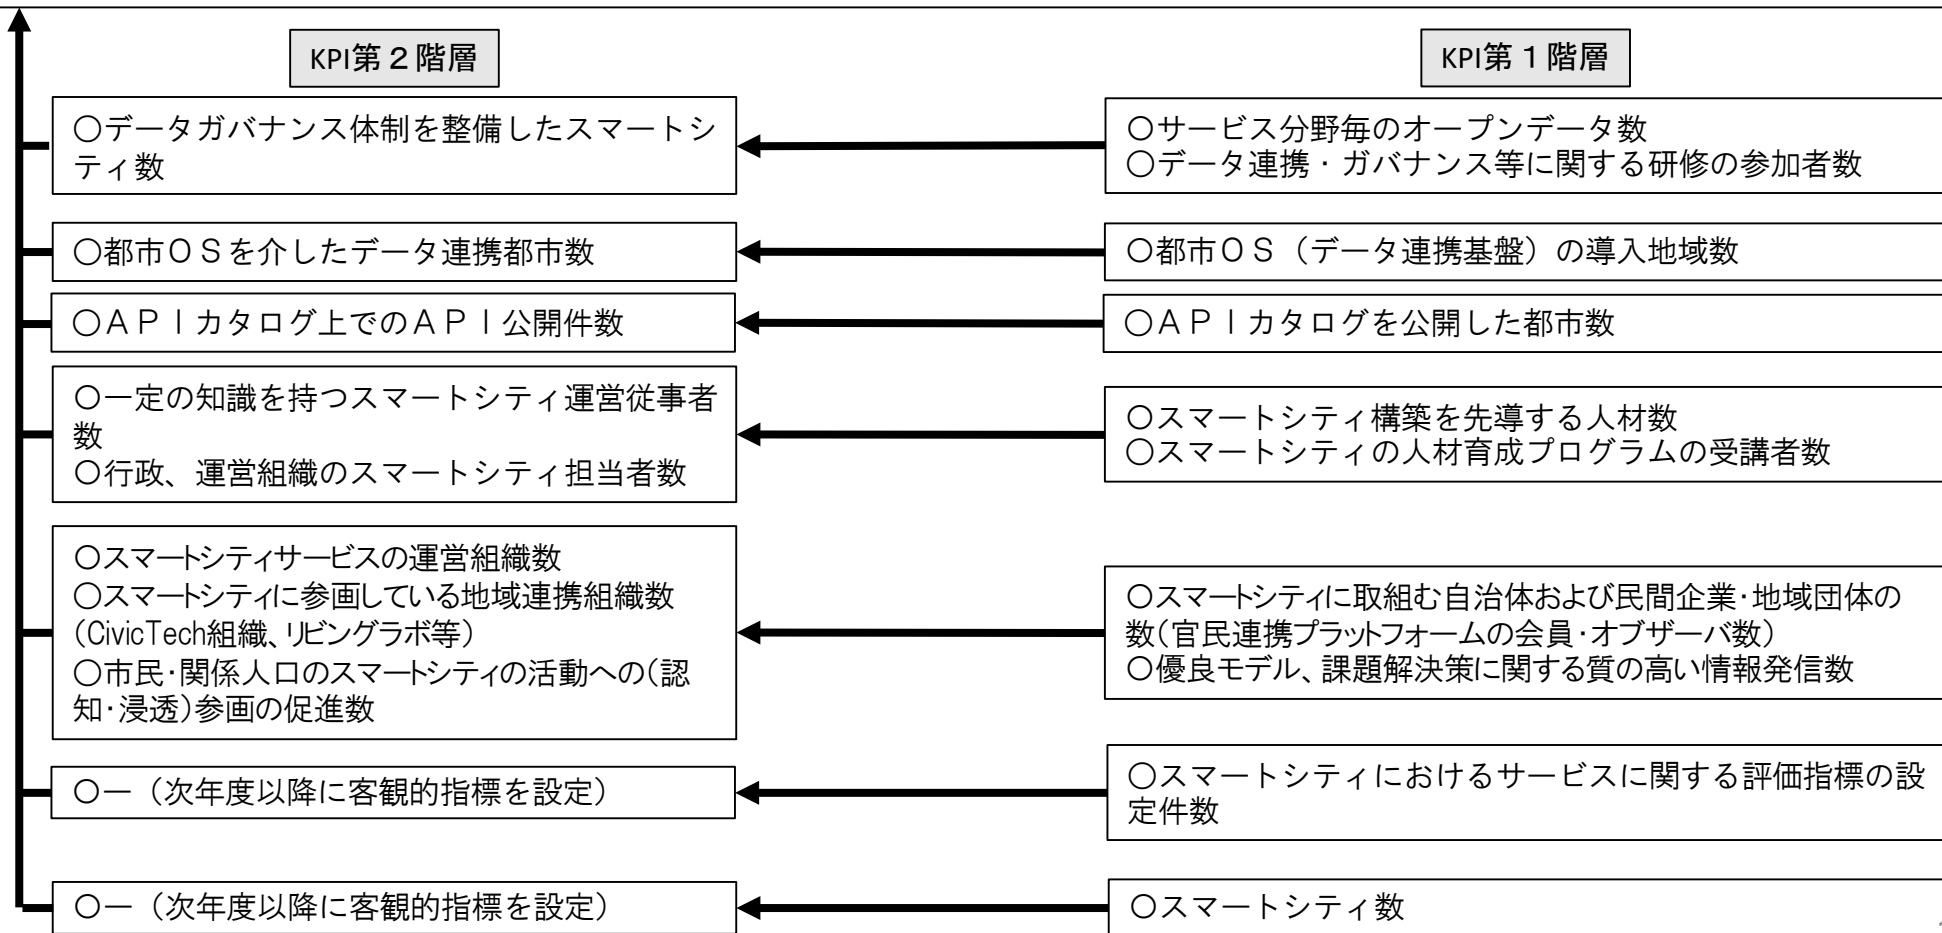 KPI第２階層
KPI第１階層
〇データガバナンス体制を整備したスマートシ
ティ数
〇サービス分野毎のオープンデータ数
〇データ連携・ガバナンス等に関する研修の参加者数
〇都市ＯＳを介したデータ連携都市数
〇都市ＯＳ（データ連携基盤）の導入地域数
〇ＡＰＩカタログ上でのＡＰＩ公開件数
〇ＡＰＩカタログを公開した都市数
〇一定の知識を持つスマートシティ運営従事者
数
〇行政、運営組織のスマートシティ担当者数
〇スマートシティ構築を先導する人材数
〇スマートシティの人材育成プログラムの受講者数
〇スマートシティサービスの運営組織数
〇スマートシティに参画している地域連携組織数
（CivicTech組織、リビングラボ等）
〇市民・関係人口のスマートシティの活動への（認
知・浸透）参画の促進数
〇スマートシティに取組む自治体および民間企業・地域団体の
数（官民連携プラットフォームの会員・オブザーバ数）
〇優良モデル、課題解決策に関する質の高い情報発信数
〇ー（次年度以降に客観的指標を設定）
〇スマートシティにおけるサービスに関する評価指標の設
定件数
〇ー（次年度以降に客観的指標を設定）
〇スマートシティ数